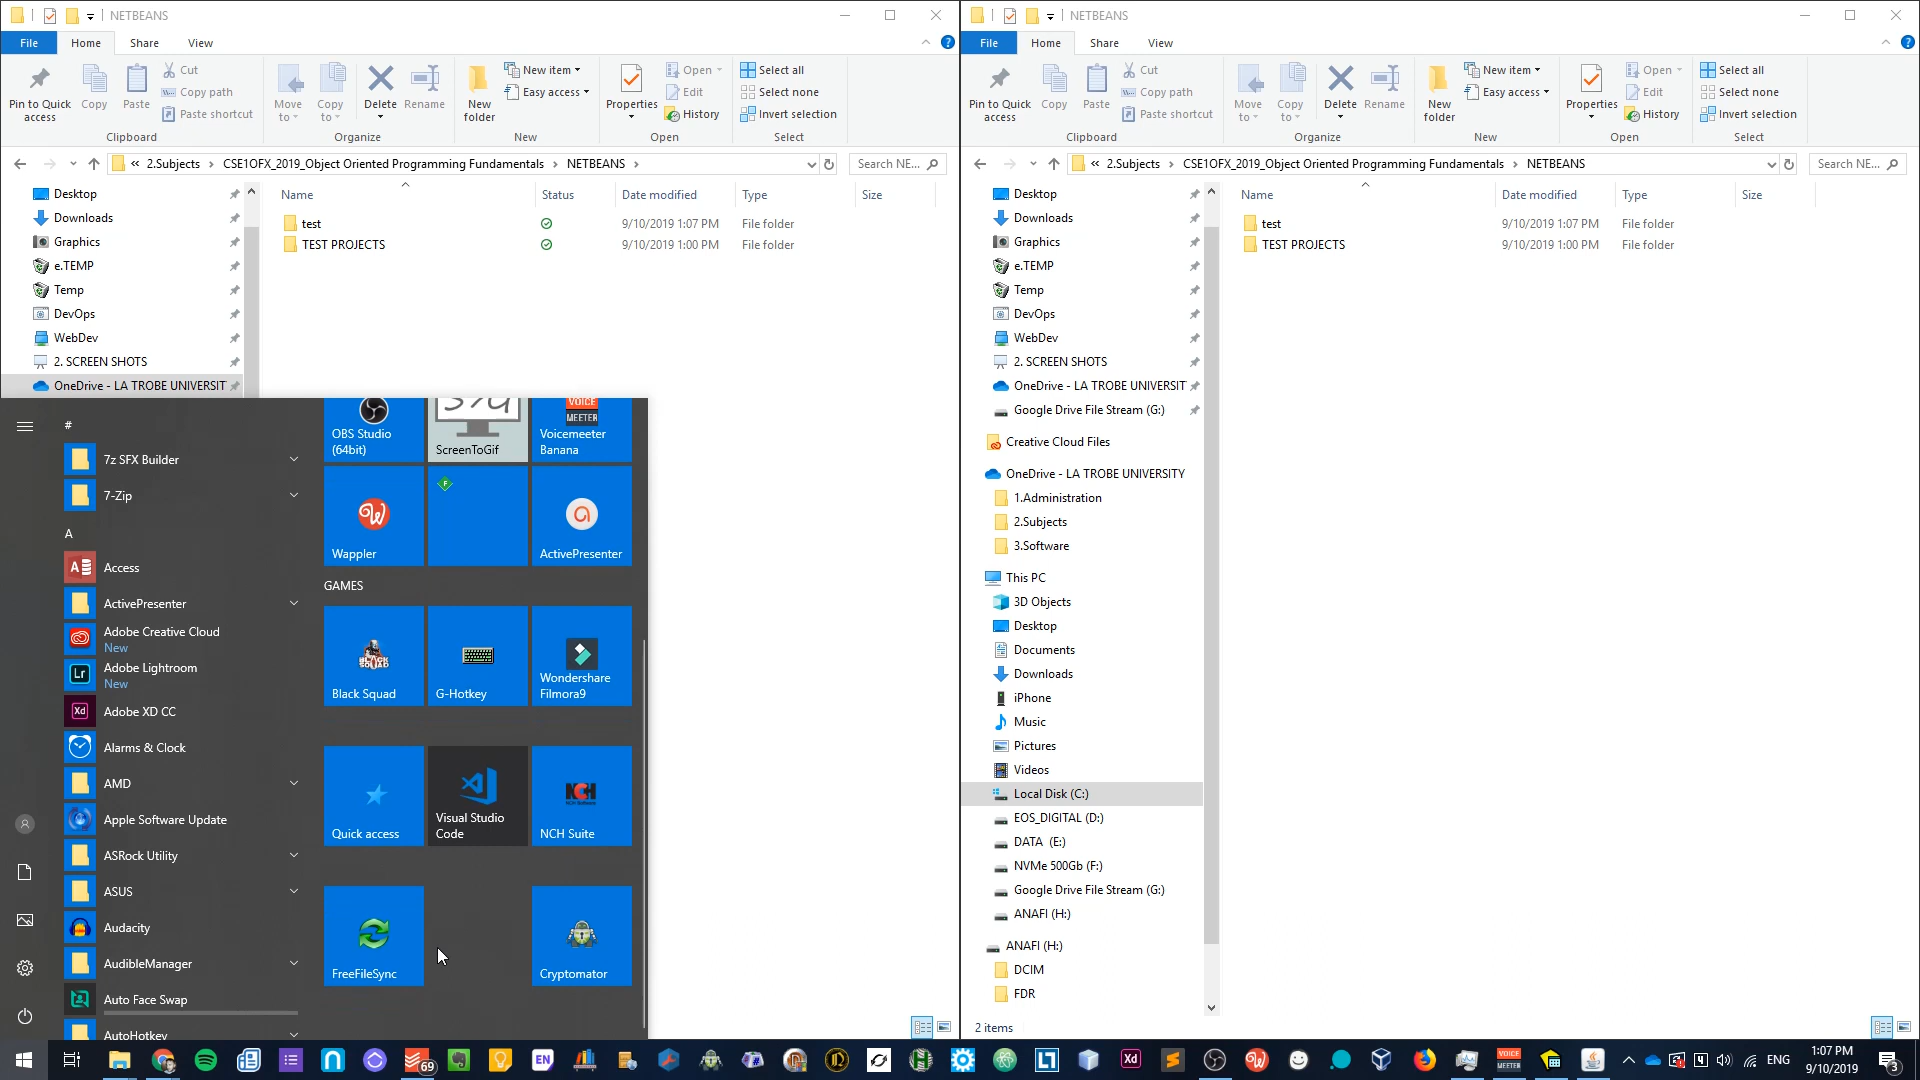 NETBEANS
File Home Share View
Pin to Quick access
Copy
Paste
Cut
Copy path
Paste shortcut
Clipboard
Move to
Copy to
Delete
Rename
Organize
New folder
New item
Easy access
New
Properties
Open
Edit
History
Open
Select all
Select none
Invert selection
Select
« 2.Subjects › CSE1OFX_2019_Object Oriented Programming Fundamentals › NETBEANS ›
Search NE...
Desktop
Downloads
Graphics
e.TEMP
Temp
DevOps
WebDev
2. SCREEN SHOTS
OneDrive - LA TROBE UNIVERSIT
Name Status Date modified Type Size
test 9/10/2019 1:07 PM File folder
TEST PROJECTS 9/10/2019 1:00 PM File folder
#
7z SFX Builder
7-Zip
A
Access
ActivePresenter
Adobe Creative Cloud
New
Adobe Lightroom
New
Adobe XD CC
Alarms & Clock
AMD
Apple Software Update
ASRock Utility
ASUS
Audacity
AudibleManager
Auto Face Swap
AutoHotkey
OBS Studio (64bit)
ScreenToGif
VOICE MEETER
Voicemeeter Banana
Wappler
ActivePresenter
GAMES
BLACK SQUAD
Black Squad
G-Hotkey
Wondershare Filmora9
Quick access
Visual Studio Code
NCH
NCH Suite
FreeFileSync
Cryptomator
NETBEANS
File Home Share View
Pin to Quick access
Copy
Paste
Cut
Copy path
Paste shortcut
Clipboard
Move to
Copy to
Delete
Rename
Organize
New folder
New item
Easy access
New
Properties
Open
Edit
History
Open
Select all
Select none
Invert selection
Select
« 2.Subjects › CSE1OFX_2019_Object Oriented Programming Fundamentals › NETBEANS
Search NE...
Desktop
Downloads
Graphics
e.TEMP
Temp
DevOps
WebDev
2. SCREEN SHOTS
OneDrive - LA TROBE UNIVERSIT
Google Drive File Stream (G:)
Creative Cloud Files
OneDrive - LA TROBE UNIVERSITY
1.Administration
2.Subjects
3.Software
This PC
3D Objects
Desktop
Documents
Downloads
iPhone
Music
Pictures
Videos
Local Disk (C:)
EOS_DIGITAL (D:)
DATA (E:)
NVMe 500Gb (F:)
Google Drive File Stream (G:)
ANAFI (H:)
ANAFI (H:)
DCIM
FDR
Name Date modified Type Size
test 9/10/2019 1:07 PM File folder
TEST PROJECTS 9/10/2019 1:00 PM File folder
2 items
69
EN
Xd
VOICE MEETER
ENG
1:07 PM
9/10/2019
3